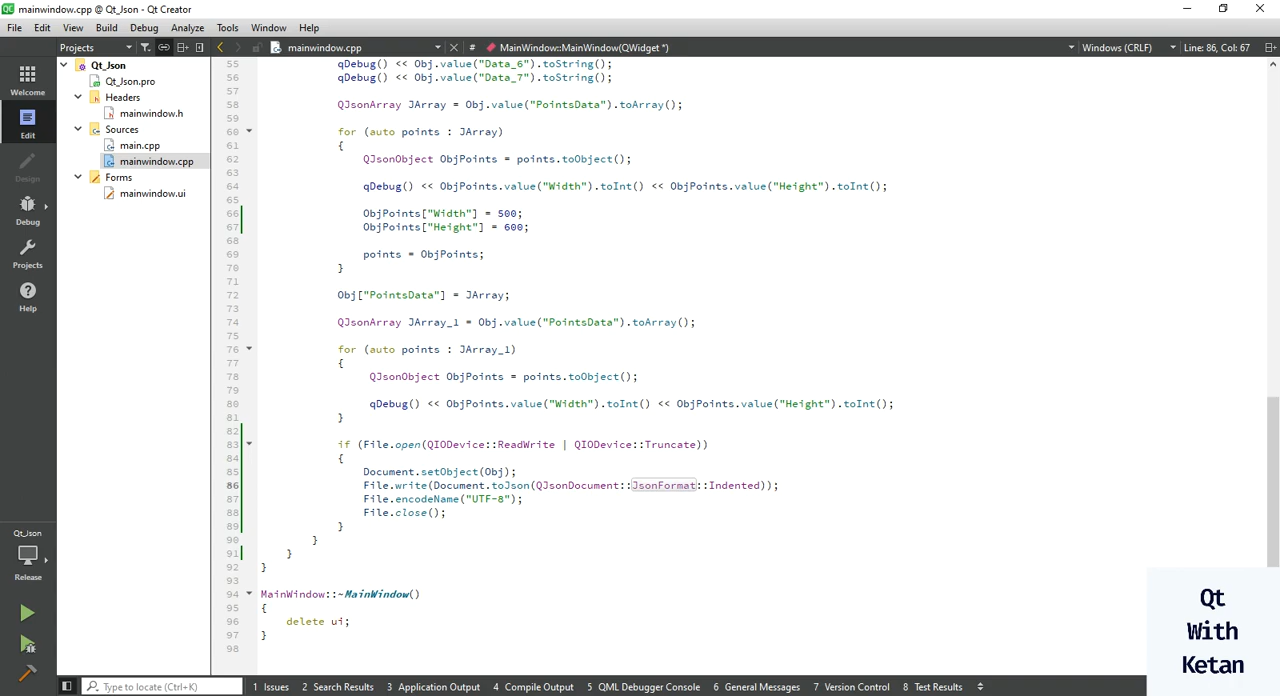 mainwindow.cpp @ Qt_Json - Qt Creator
File Edit View Build Debug Analyze Tools Window Help
Projects mainwindow.cpp # MainWindow::MainWindow(QWidget *) Windows (CRLF) Line: 86, Col: 67
Welcome
Edit
Design
Debug
Projects
Help
Qt_Json
Release
Qt_Json
Qt_Json.pro
Headers
mainwindow.h
Sources
main.cpp
mainwindow.cpp
Forms
mainwindow.ui
55 qDebug() << Obj.value("Data_6").toString();
56 qDebug() << Obj.value("Data_7").toString();
57
58 QJsonArray JArray = Obj.value("PointsData").toArray();
59
60 for (auto points : JArray)
61 {
62 QJsonObject ObjPoints = points.toObject();
63
64 qDebug() << ObjPoints.value("Width").toInt() << ObjPoints.value("Height").toInt();
65
66 ObjPoints["Width"] = 500;
67 ObjPoints["Height"] = 600;
68
69 points = ObjPoints;
70 }
71
72 Obj["PointsData"] = JArray;
73
74 QJsonArray JArray_1 = Obj.value("PointsData").toArray();
75
76 for (auto points : JArray_1)
77 {
78 QJsonObject ObjPoints = points.toObject();
79
80 qDebug() << ObjPoints.value("Width").toInt() << ObjPoints.value("Height").toInt();
81 }
82
83 if (File.open(QIODevice::ReadWrite | QIODevice::Truncate))
84 {
85 Document.setObject(Obj);
86 File.write(Document.toJson(QJsonDocument::JsonFormat::Indented));
87 File.encodeName("UTF-8");
88 File.close();
89 }
90 }
91 }
92 }
93
94 MainWindow::~MainWindow()
95 {
96 delete ui;
97 }
98
Qt
With
Ketan
Type to locate (Ctrl+K) 1 Issues 2 Search Results 3 Application Output 4 Compile Output 5 QML Debugger Console 6 General Messages 7 Version Control 8 Test Results